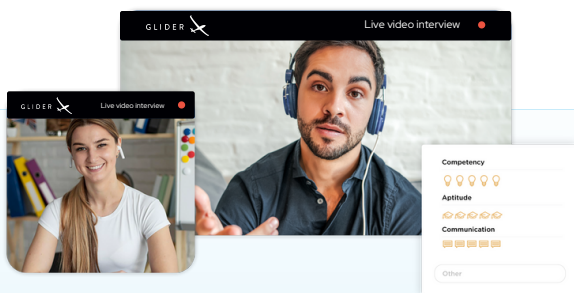 GLIDER
Live video interview
GLIDER
Live video interview
Competency
Aptitude
Communication
Other